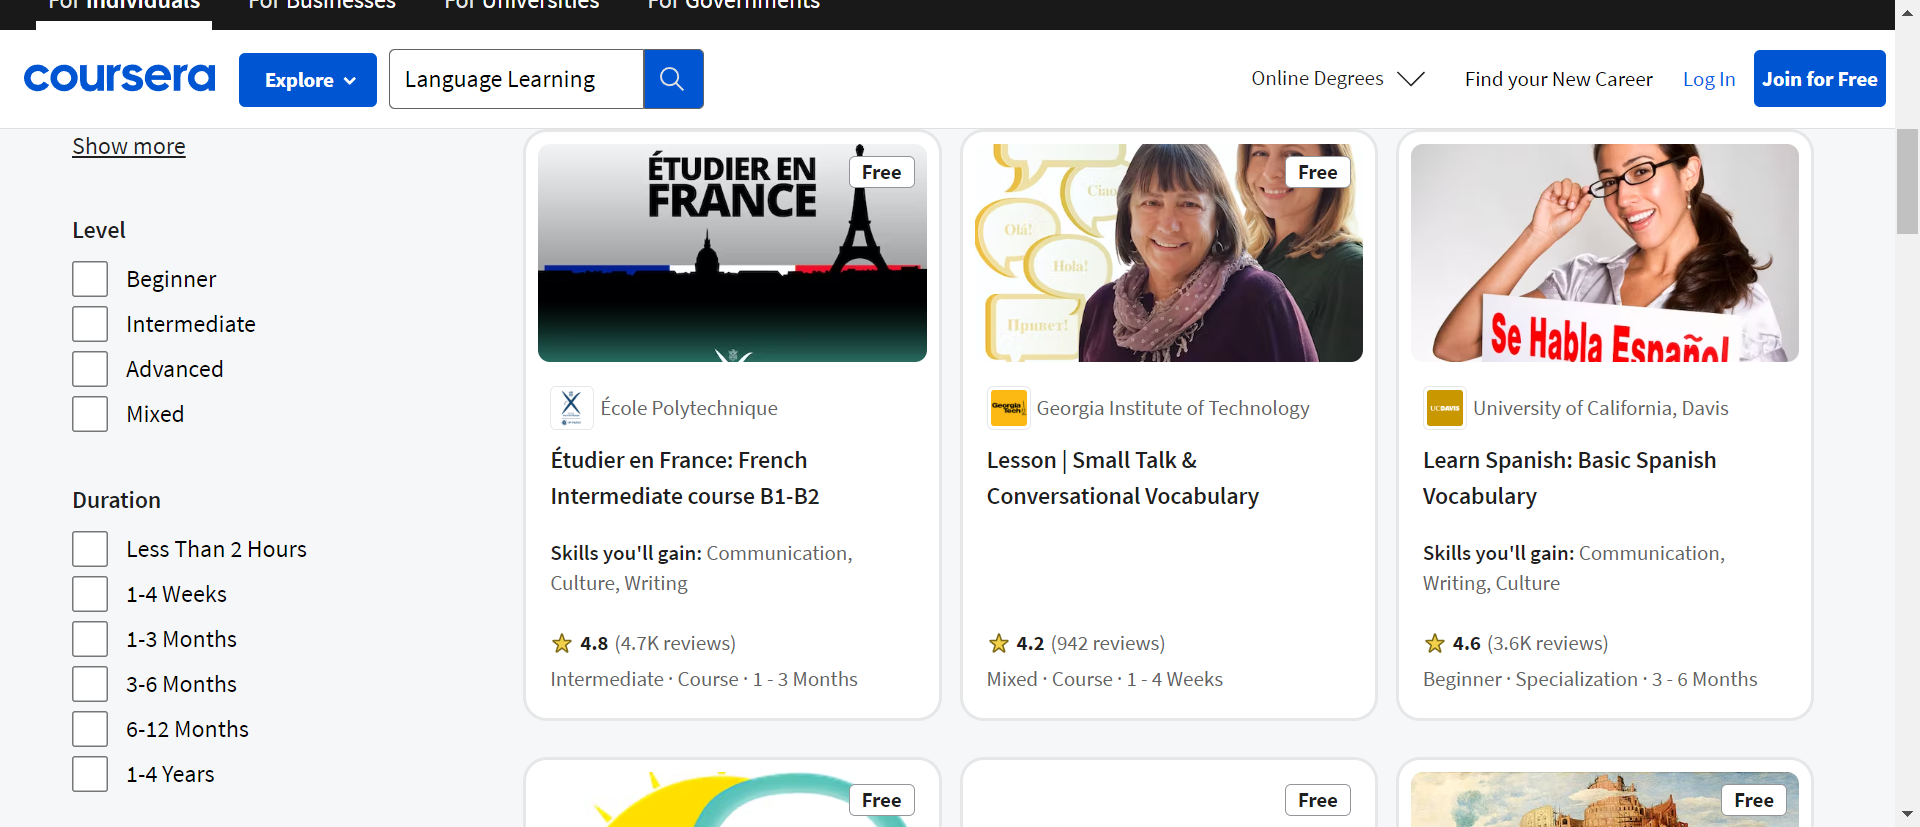 For Individuals For Businesses For Universities For Governments
coursera Explore Language Learning Online Degrees Find your New Career Log In Join for Free
Show more
Level
Beginner
Intermediate
Advanced
Mixed
Duration
Less Than 2 Hours
1-4 Weeks
1-3 Months
3-6 Months
6-12 Months
1-4 Years
ÉTUDIER EN
FRANCE
Free
École Polytechnique
Étudier en France: French
Intermediate course B1-B2
Skills you'll gain: Communication,
Culture, Writing
4.8 (4.7K reviews)
Intermediate · Course · 1 - 3 Months
Ciao
Olá!
Hola!
Привет!
Free
Georgia Tech
Georgia Institute of Technology
Lesson | Small Talk &
Conversational Vocabulary
4.2 (942 reviews)
Mixed · Course · 1 - 4 Weeks
Se Habla Español
UCDAVIS
University of California, Davis
Learn Spanish: Basic Spanish
Vocabulary
Skills you'll gain: Communication,
Writing, Culture
4.6 (3.6K reviews)
Beginner · Specialization · 3 - 6 Months
Free
Free
Free